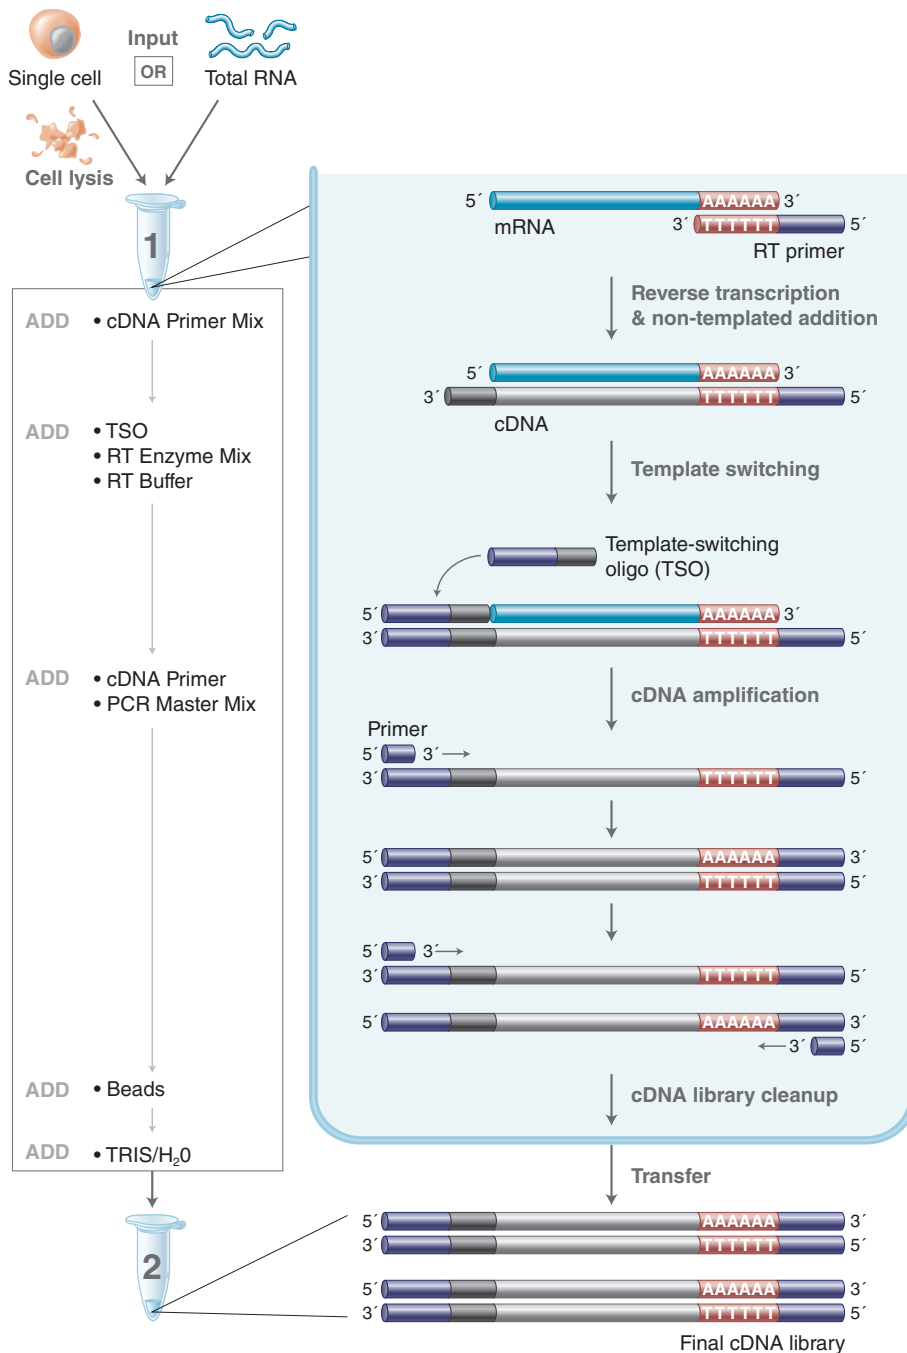 Input
OR
Single cell
Total RNA
Cell lysis
1
ADD • cDNA Primer Mix
ADD • TSO
• RT Enzyme Mix
• RT Buffer
ADD • cDNA Primer
• PCR Master Mix
ADD • Beads
ADD • TRIS/H₂0
2
5´ AAAAAA 3´
mRNA
3´ TTTTTT 5´
RT primer
Reverse transcription
& non-templated addition
5´ AAAAAA 3´
3´ TTTTTT 5´
cDNA
Template switching
Template-switching
oligo (TSO)
5´ AAAAAA 3´
3´ TTTTTT 5´
cDNA amplification
Primer
5´ 3´
3´ TTTTTT 5´
5´ AAAAAA 3´
3´ TTTTTT 5´
5´ 3´
3´ TTTTTT 5´
5´ AAAAAA 3´
3´ 5´
cDNA library cleanup
Transfer
5´ AAAAAA 3´
3´ TTTTTT 5´
5´ AAAAAA 3´
3´ TTTTTT 5´
Final cDNA library